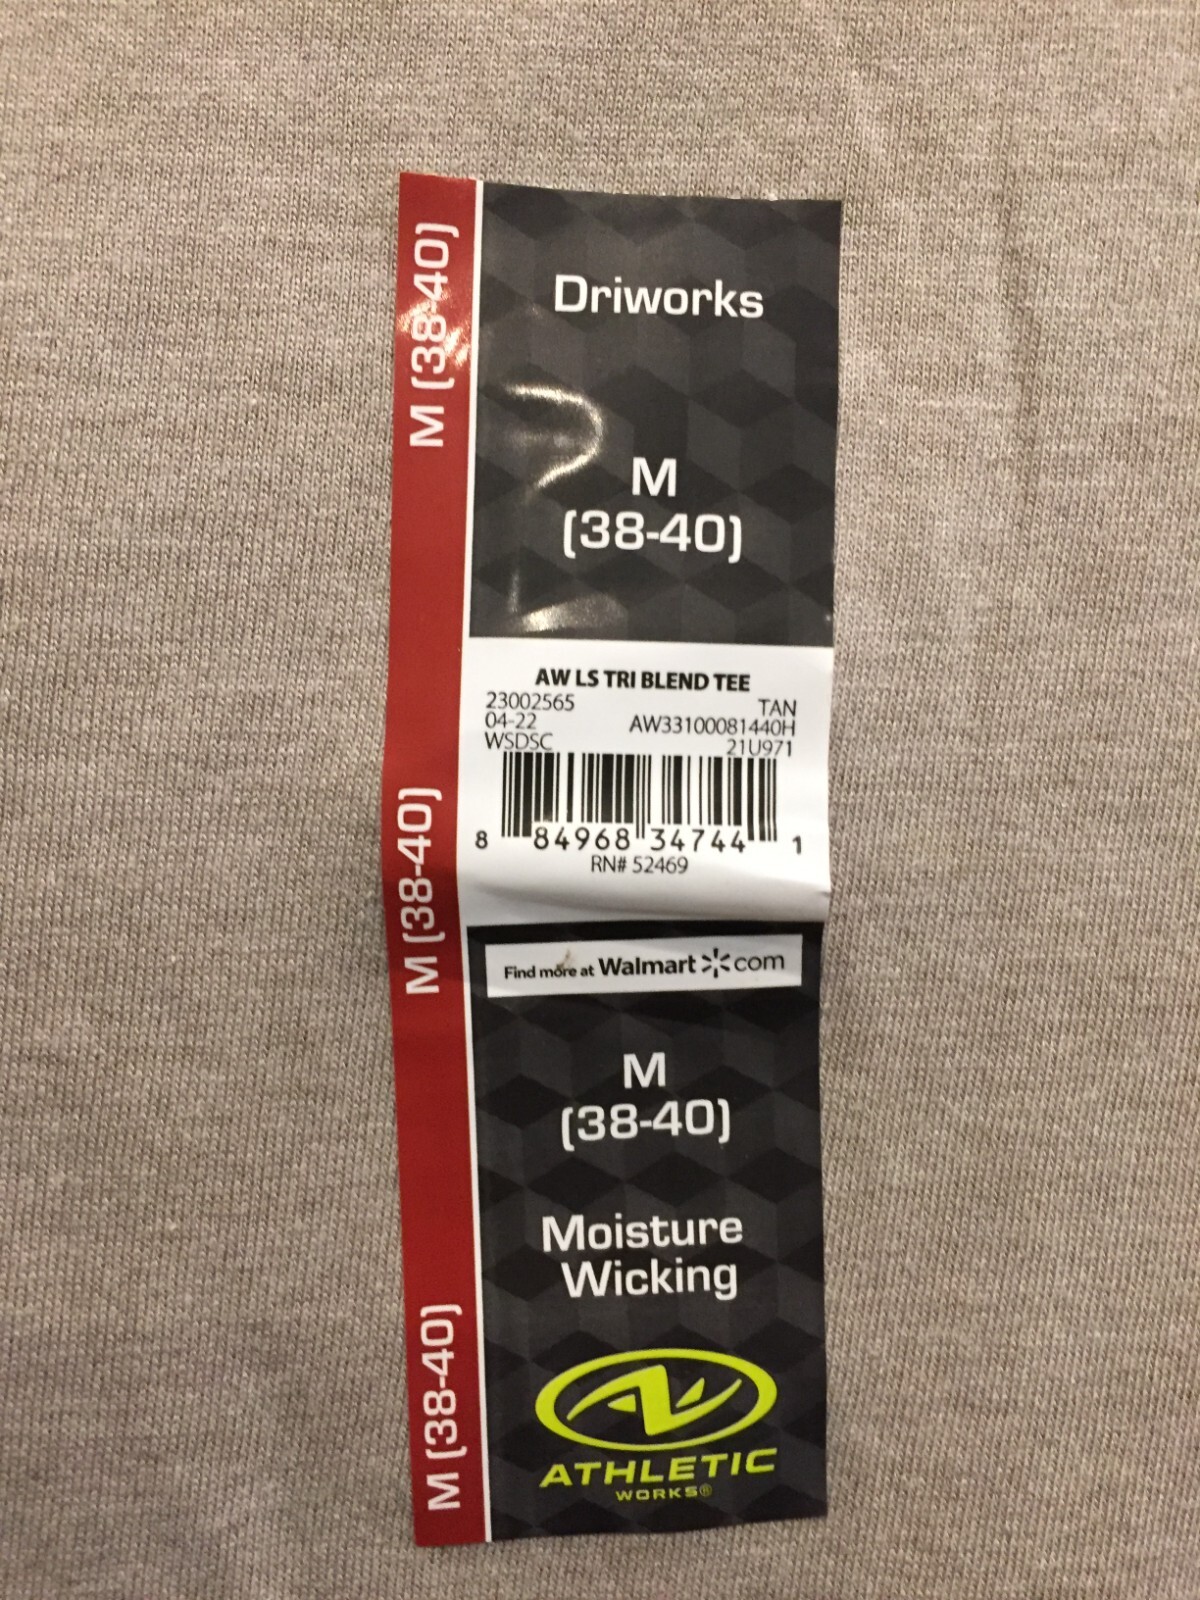 M (38-40)
Driworks
M
(38-40)
AW LS TRI BLEND TEE
23002565 TAN
04-22 AW33100081440H
WSDSC 21U971
8 84968 34744 1
RN# 52469
M (38-40)
Find more at Walmart com
M
(38-40)
Moisture
Wicking
M (38-40)
AW
ATHLETIC
WORKS®